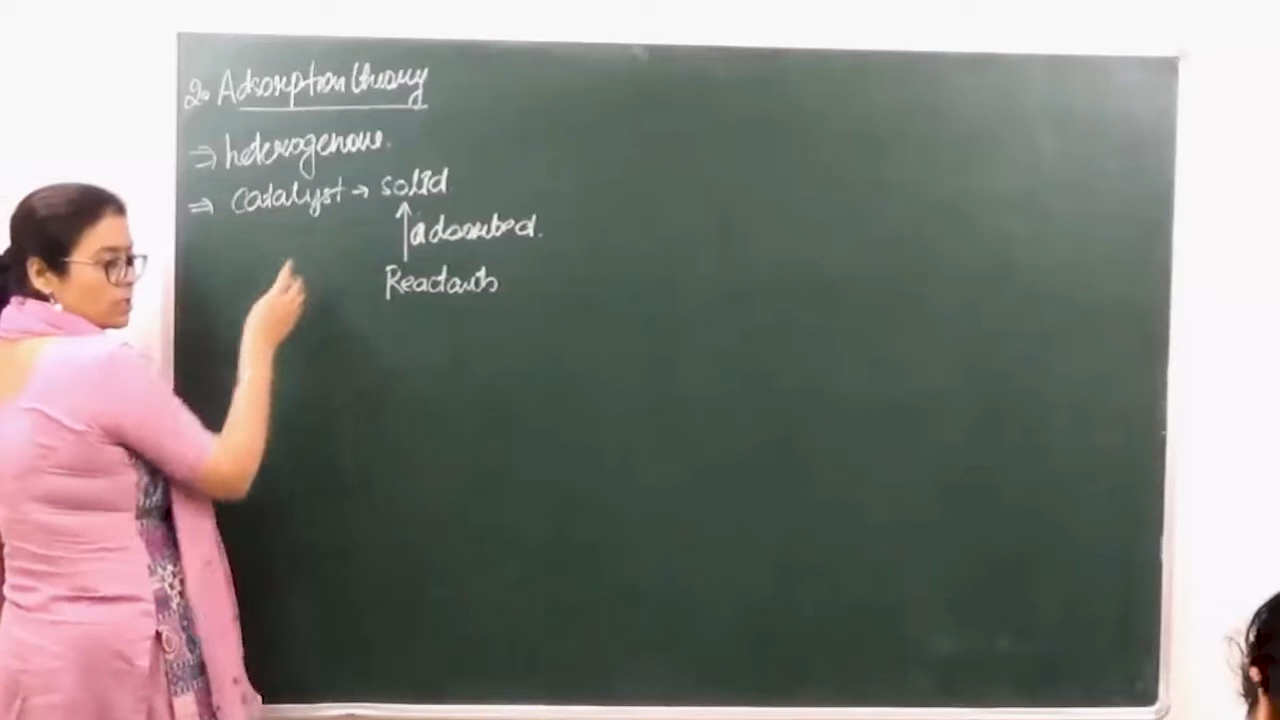 2. Adsorption theory
⇒ heterogenous.
⇒ catalyst → solid
↑ adsorbed.
Reactants